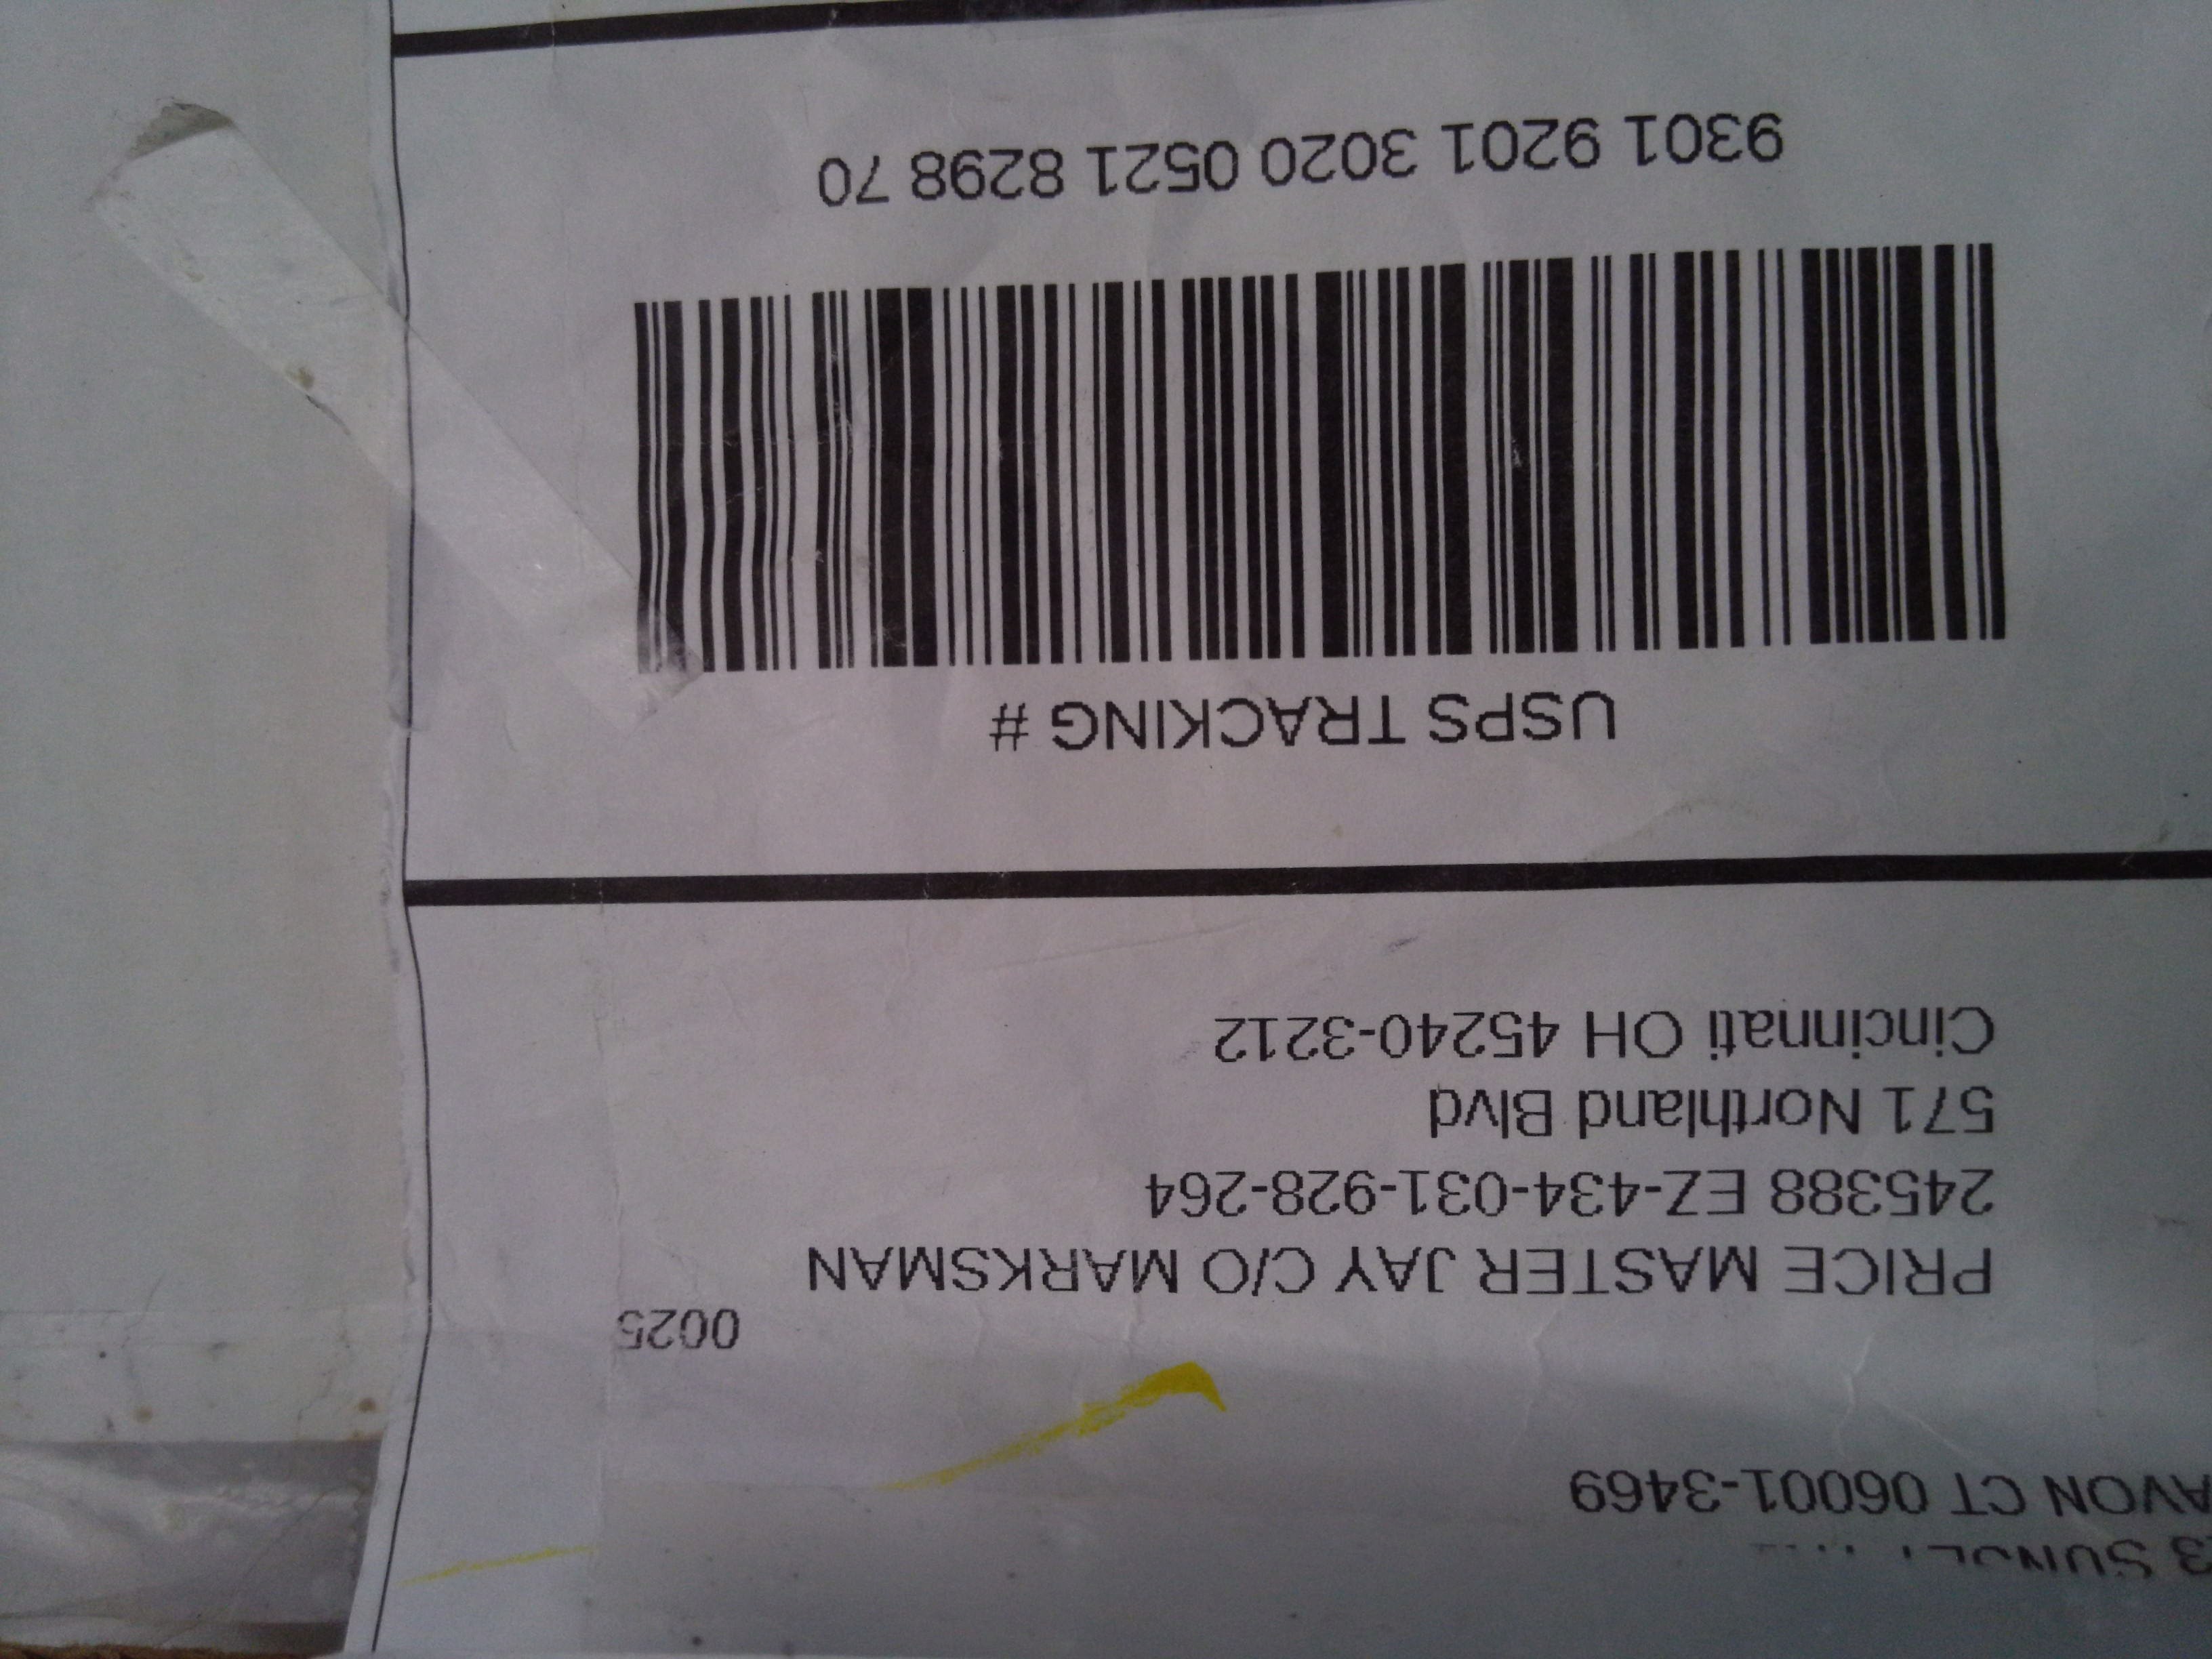 AVON CT 06001-3469
0025
PRICE MASTER JAY C/O MARKSMAN
245388 EZ-434-031-928-264
571 Northland Blvd
Cincinnati OH 45240-3212
USPS TRACKING #
9301 9201 3020 0521 8298 70